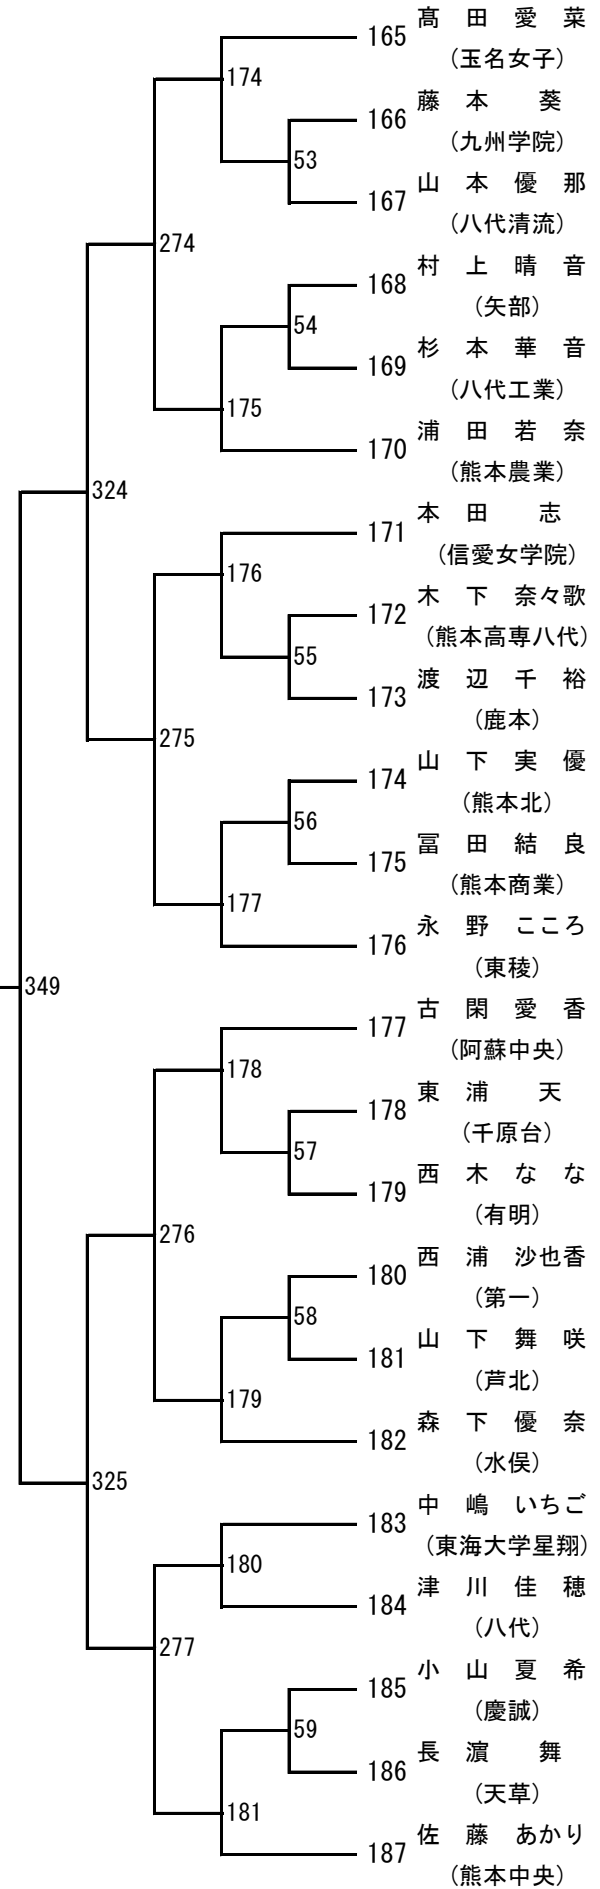 165 髙 田 愛 菜
(玉名女子)
174
166 藤 本 葵
(九州学院)
53
167 山 本 優 那
(八代清流)
274
168 村 上 晴 音
(矢部)
54
169 杉 本 華 音
(八代工業)
175
170 浦 田 若 奈
(熊本農業)
324
171 本 田 志
(信愛女学院)
176
172 木 下 奈々歌
(熊本高専八代)
55
173 渡 辺 千 裕
(鹿本)
275
174 山 下 実 優
(熊本北)
56
175 冨 田 結 良
(熊本商業)
177
176 永 野 こころ
(東稜)
349
177 古 閑 愛 香
(阿蘇中央)
178
178 東 浦 天
(千原台)
57
179 西 木 な な
(有明)
276
180 西 浦 沙也香
(第一)
58
181 山 下 舞 咲
(芦北)
179
182 森 下 優 奈
(水俣)
325
183 中 嶋 いちご
(東海大学星翔)
180
184 津 川 佳 穂
(八代)
277
185 小 山 夏 希
(慶誠)
59
186 長 濵 舞
(天草)
181
187 佐 藤 あかり
(熊本中央)